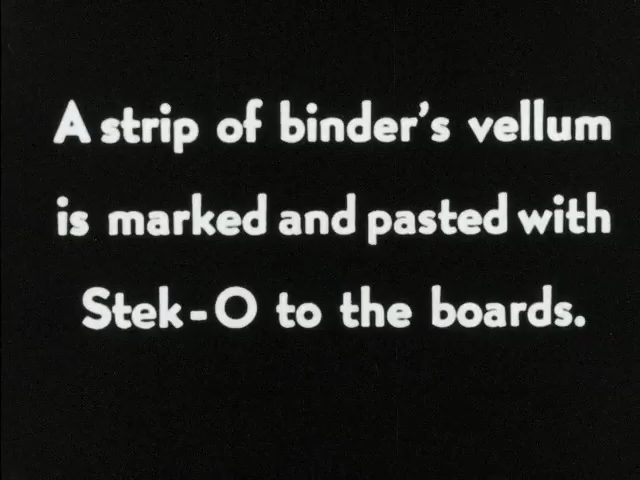 A strip of binder's vellum
is marked and pasted with
Stek-O to the boards.